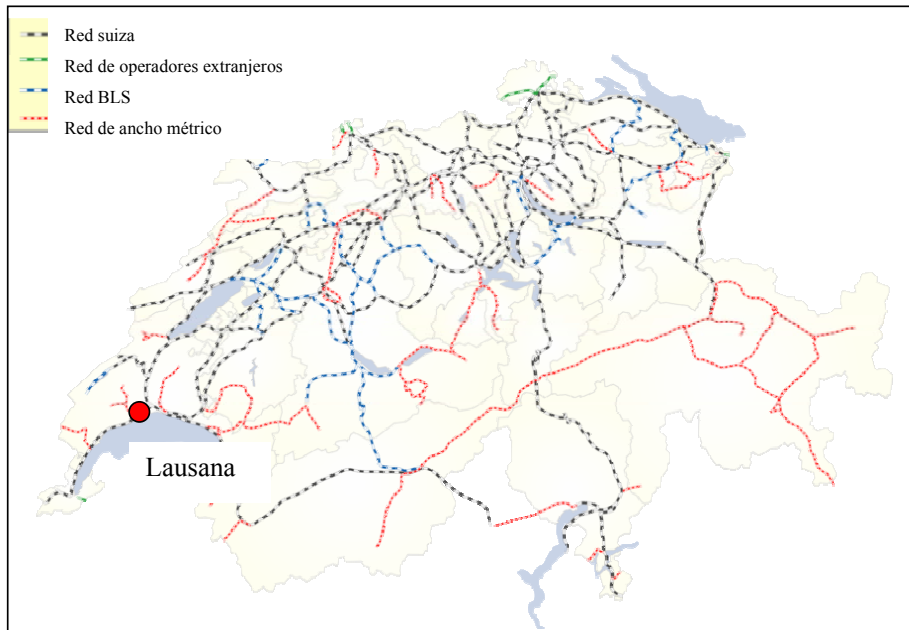 Red suiza
Red de operadores extranjeros
Red BLS
Red de ancho métrico
Lausana